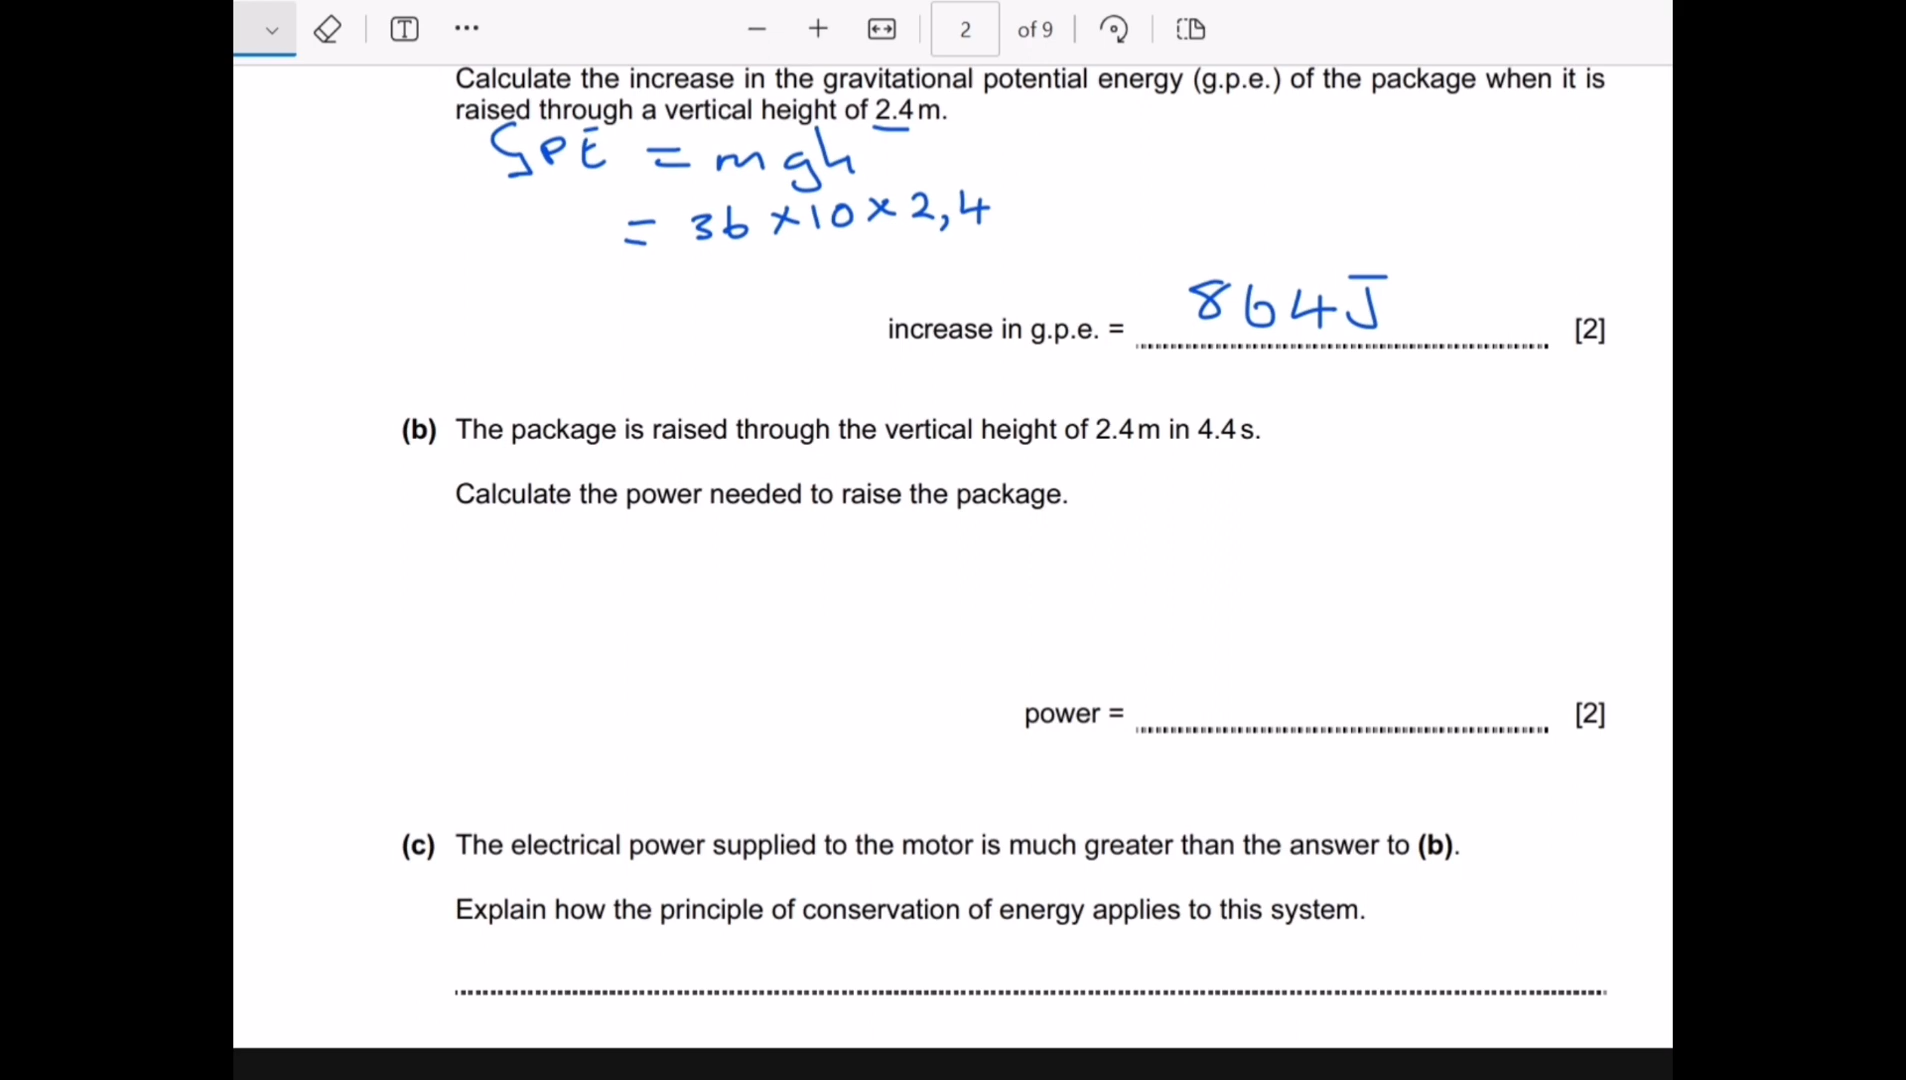 2 of 9
Calculate the increase in the gravitational potential energy (g.p.e.) of the package when it is
raised through a vertical height of 2.4 m.
GPE = mgh
= 36 × 10 × 2,4
increase in g.p.e. = 864J [2]
(b) The package is raised through the vertical height of 2.4 m in 4.4 s.
Calculate the power needed to raise the package.
power = [2]
(c) The electrical power supplied to the motor is much greater than the answer to (b).
Explain how the principle of conservation of energy applies to this system.